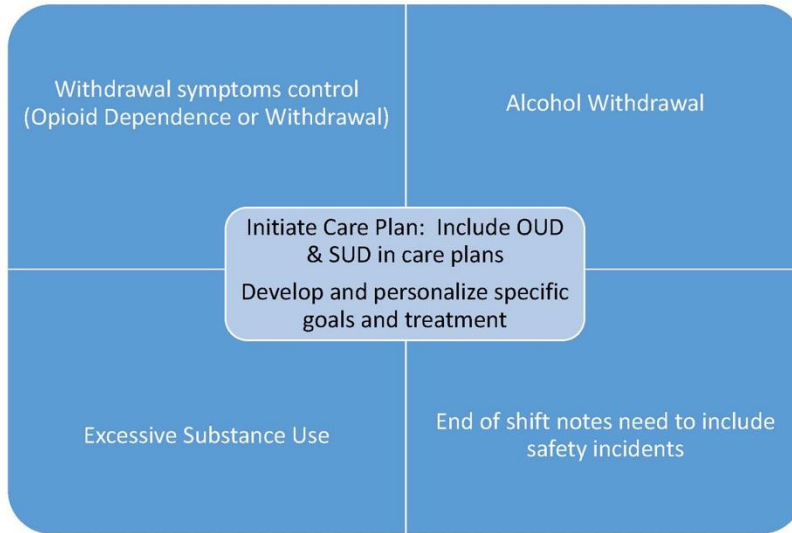 Withdrawal symptoms control
(Opioid Dependence or Withdrawal)
Alcohol Withdrawal
Initiate Care Plan: Include OUD
& SUD in care plans
Develop and personalize specific
goals and treatment
Excessive Substance Use
End of shift notes need to include
safety incidents